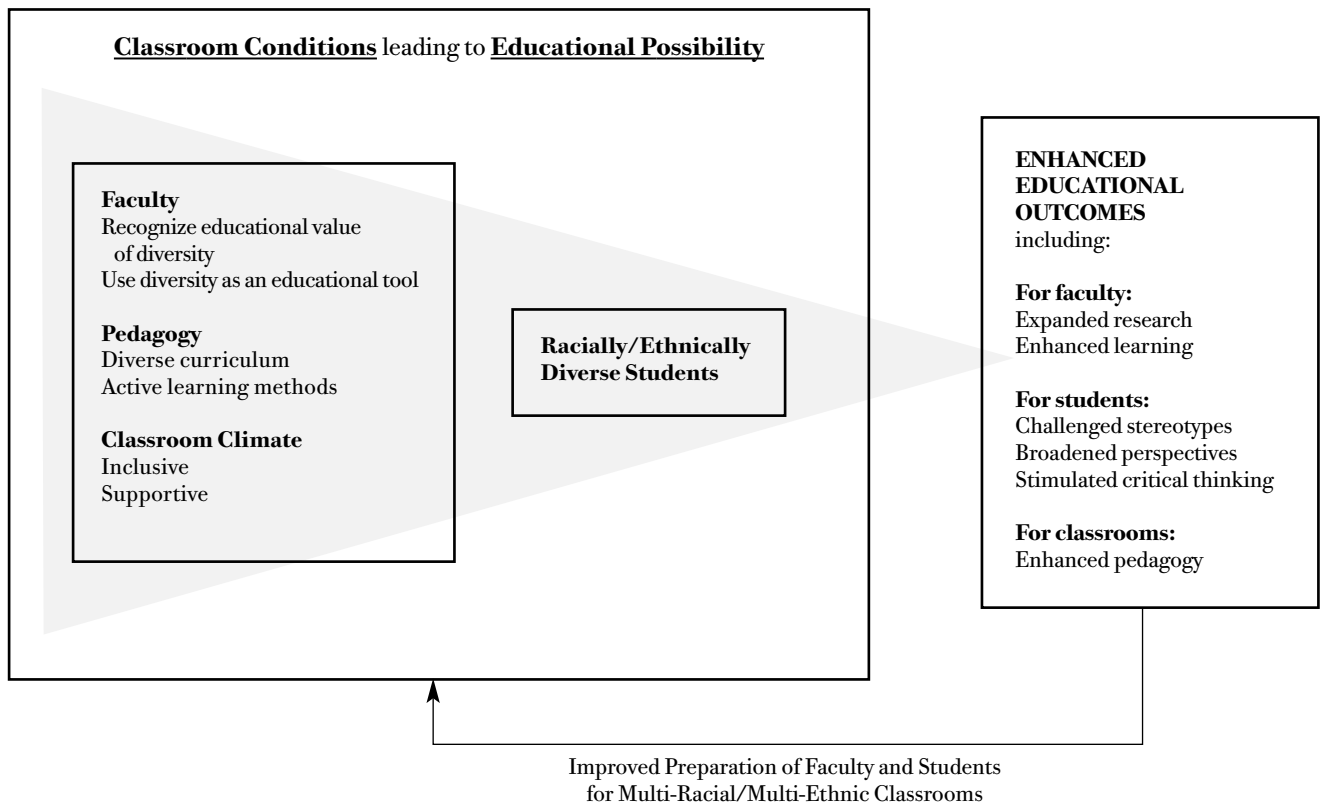 Classroom Conditions leading to Educational Possibility
Faculty
Recognize educational value
of diversity
Use diversity as an educational tool
Pedagogy
Diverse curriculum
Active learning methods
Classroom Climate
Inclusive
Supportive
Racially/Ethnically
Diverse Students
ENHANCED
EDUCATIONAL
OUTCOMES
including:
For faculty:
Expanded research
Enhanced learning
For students:
Challenged stereotypes
Broadened perspectives
Stimulated critical thinking
For classrooms:
Enhanced pedagogy
Improved Preparation of Faculty and Students
for Multi-Racial/Multi-Ethnic Classrooms